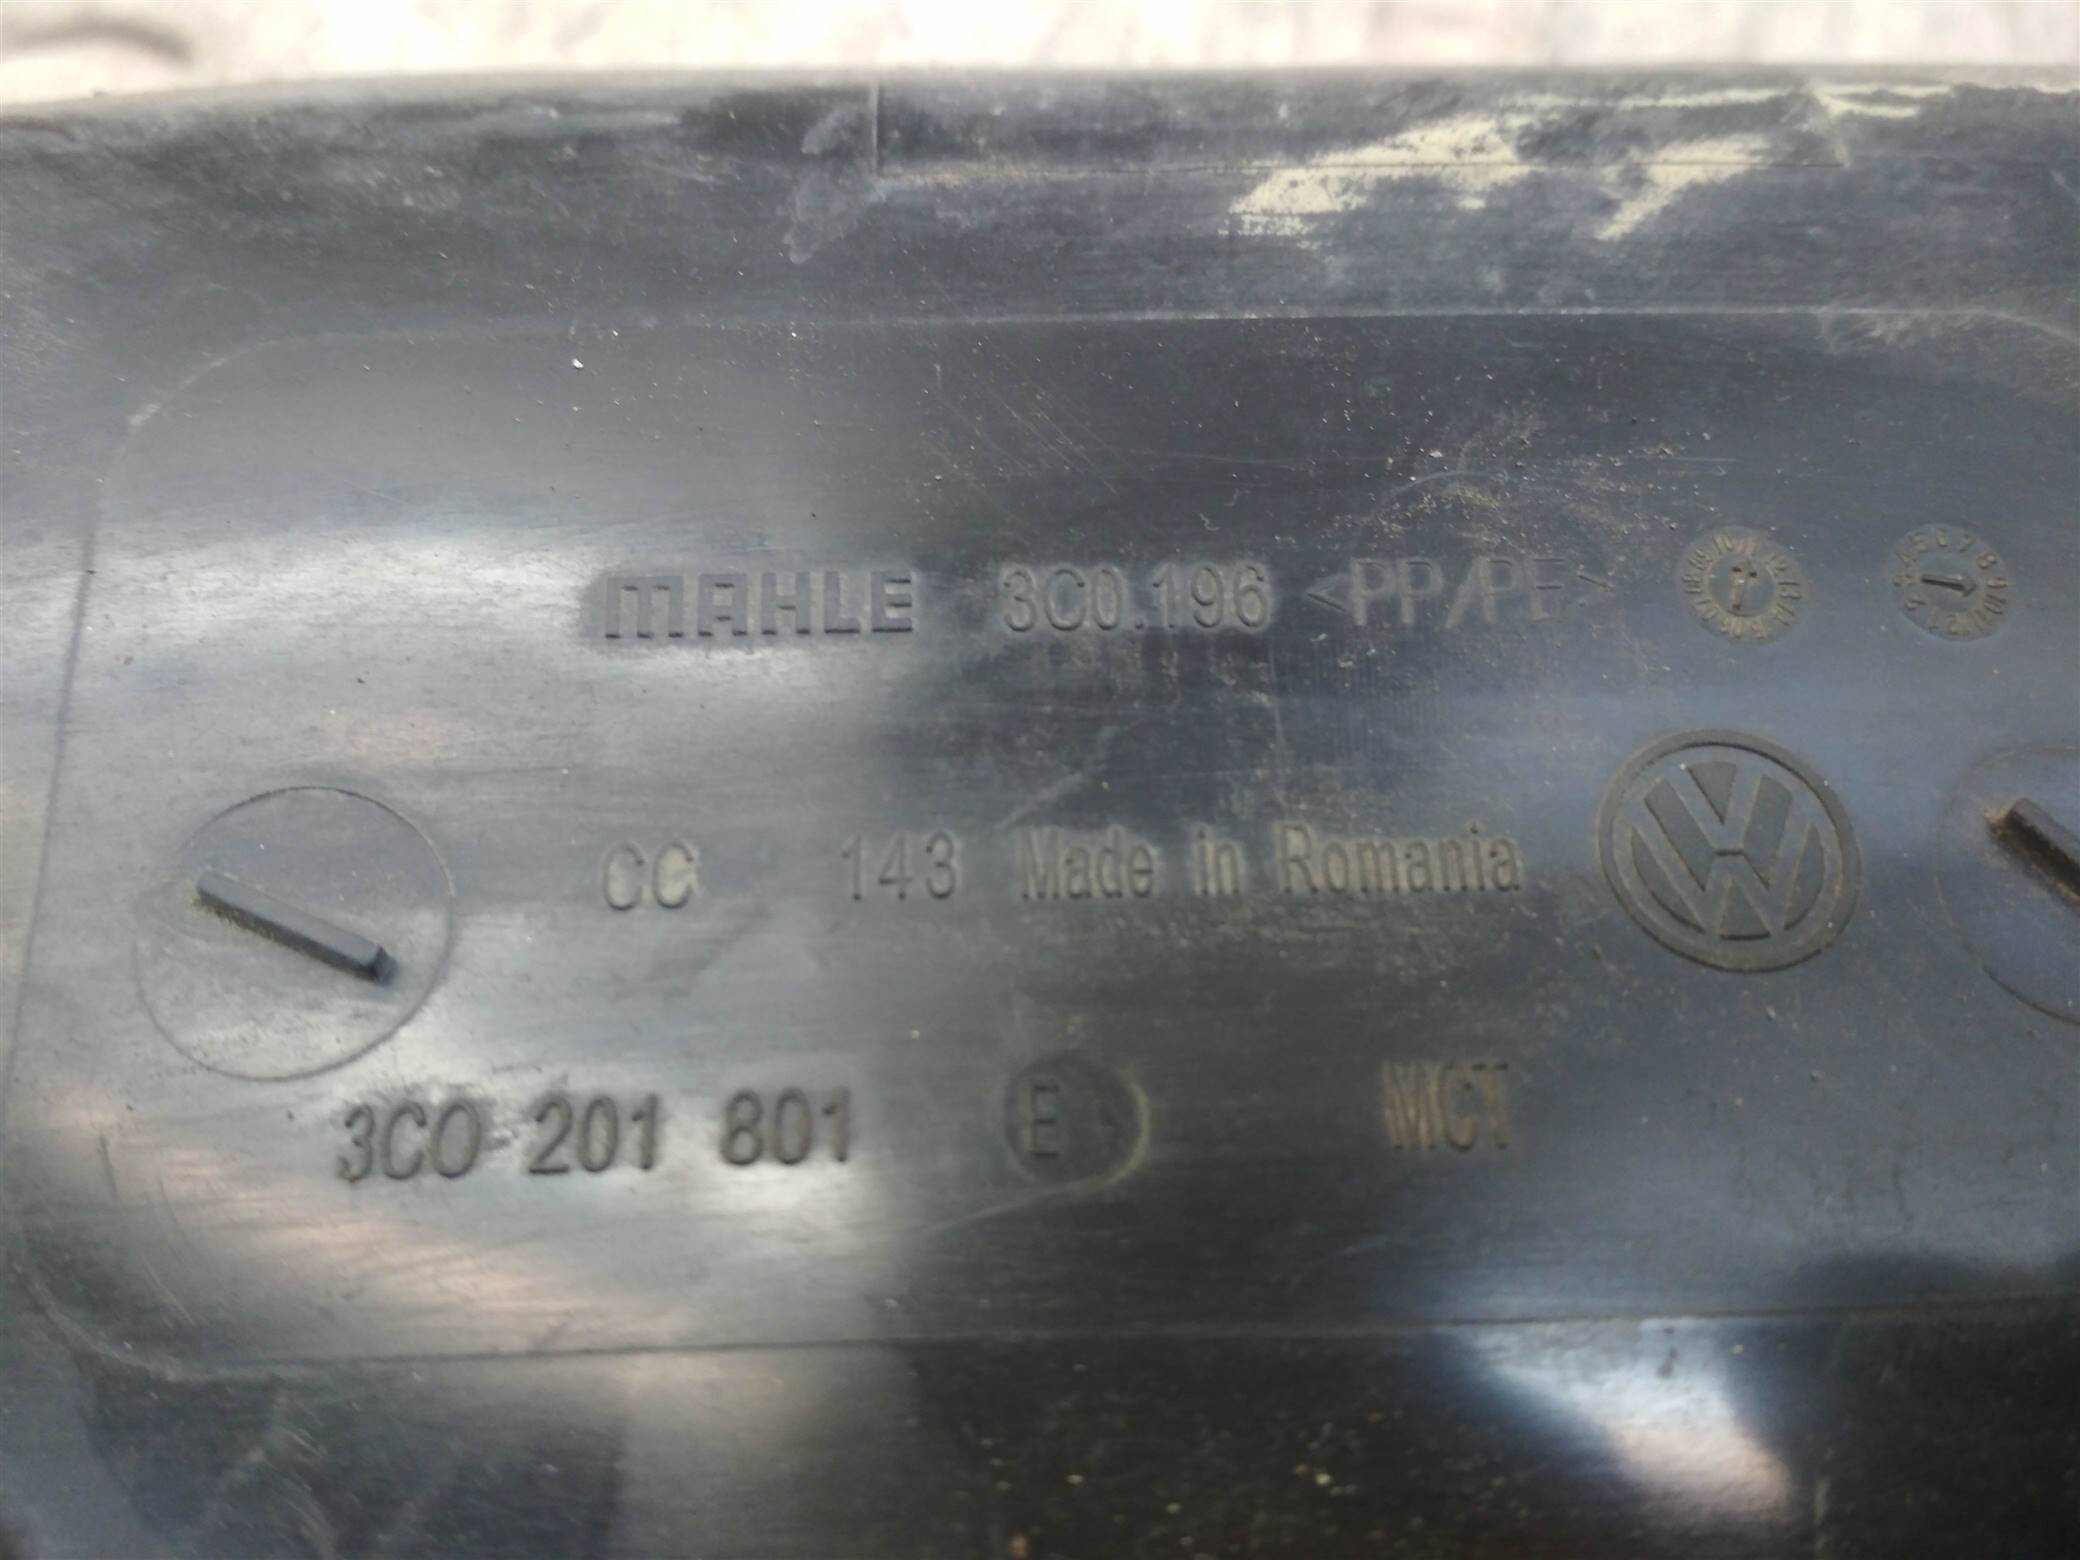 MAHLE 3C0.196 <PP/PE>
CC 143 Made in Romania
3C0 201 801 E MCT